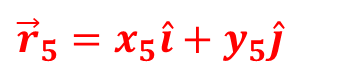 r⃗₅ = x₅î + y₅ĵ